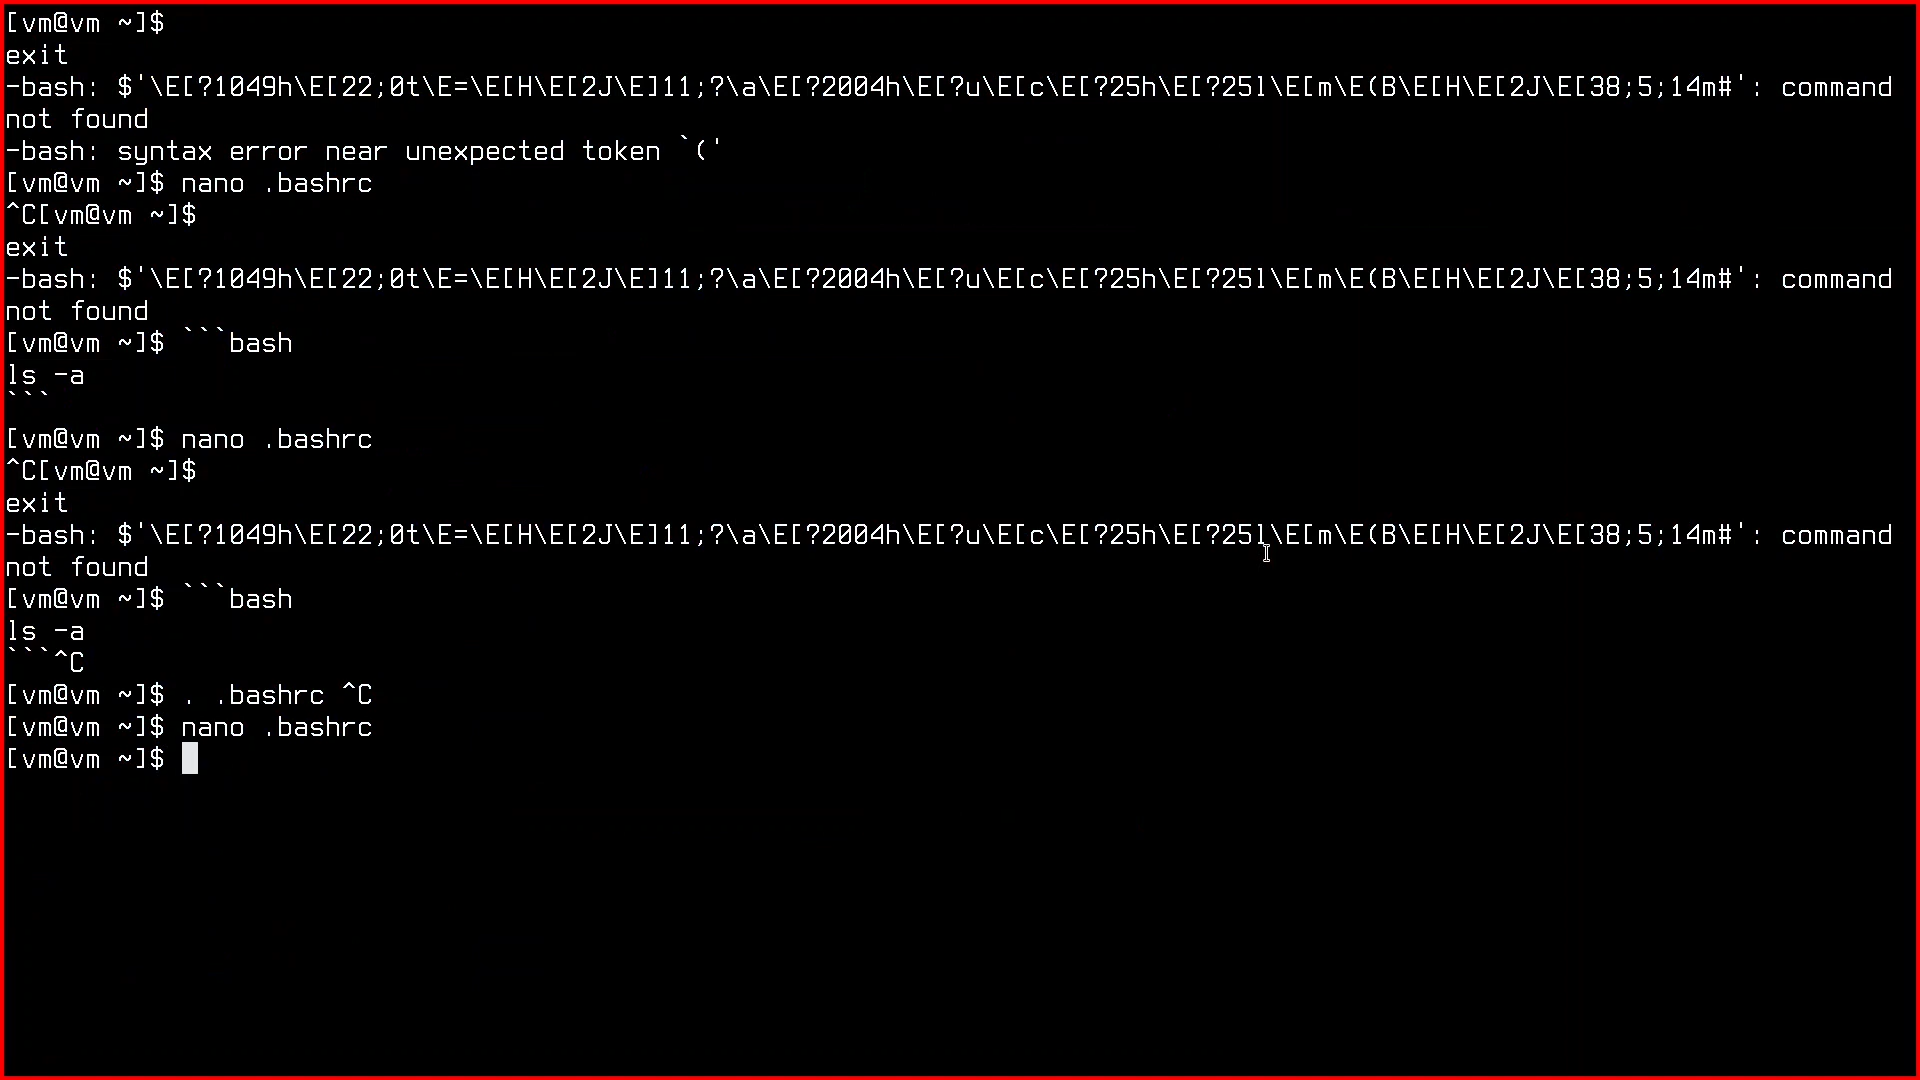 [vm@vm ~]$
exit
-bash: $'\E[?1049h\E[22;0t\E=\E[H\E[2J\E]11;?\a\E[?2004h\E[?u\E[c\E[?25h\E[?25l\E[m\E(B\E[H\E[2J\E[38;5;14m#': command
not found
-bash: syntax error near unexpected token `('
[vm@vm ~]$ nano .bashrc
^C[vm@vm ~]$
exit
-bash: $'\E[?1049h\E[22;0t\E=\E[H\E[2J\E]11;?\a\E[?2004h\E[?u\E[c\E[?25h\E[?25l\E[m\E(B\E[H\E[2J\E[38;5;14m#': command
not found
[vm@vm ~]$ ```bash
ls -a
```
[vm@vm ~]$ nano .bashrc
^C[vm@vm ~]$
exit
-bash: $'\E[?1049h\E[22;0t\E=\E[H\E[2J\E]11;?\a\E[?2004h\E[?u\E[c\E[?25h\E[?25l\E[m\E(B\E[H\E[2J\E[38;5;14m#': command
not found
[vm@vm ~]$ ```bash
ls -a
```^C
[vm@vm ~]$ . .bashrc ^C
[vm@vm ~]$ nano .bashrc
[vm@vm ~]$